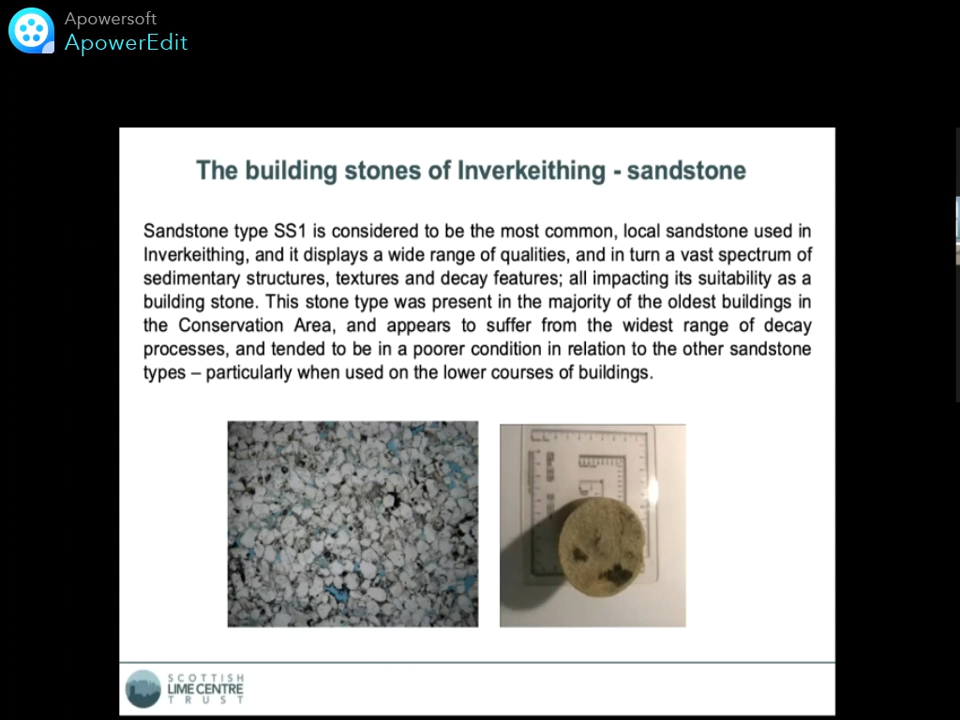 Apowersoft
ApowerEdit
The building stones of Inverkeithing - sandstone
Sandstone type SS1 is considered to be the most common, local sandstone used in
Inverkeithing, and it displays a wide range of qualities, and in turn a vast spectrum of
sedimentary structures, textures and decay features; all impacting its suitability as a
building stone. This stone type was present in the majority of the oldest buildings in
the Conservation Area, and appears to suffer from the widest range of decay
processes, and tended to be in a poorer condition in relation to the other sandstone
types – particularly when used on the lower courses of buildings.
SCOTTISH
LIME CENTRE
TRUST